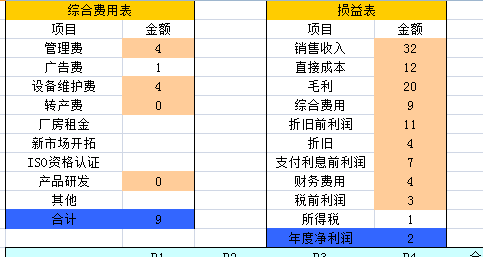 综合费用表
项目 金额
管理费 4
广告费 1
设备维护费 4
转产费 0
厂房租金
新市场开拓
ISO资格认证
产品研发 0
其他
合计 9
损益表
项目 金额
销售收入 32
直接成本 12
毛利 20
综合费用 9
折旧前利润 11
折旧 4
支付利息前利润 7
财务费用 4
税前利润 3
所得税 1
年度净利润 2